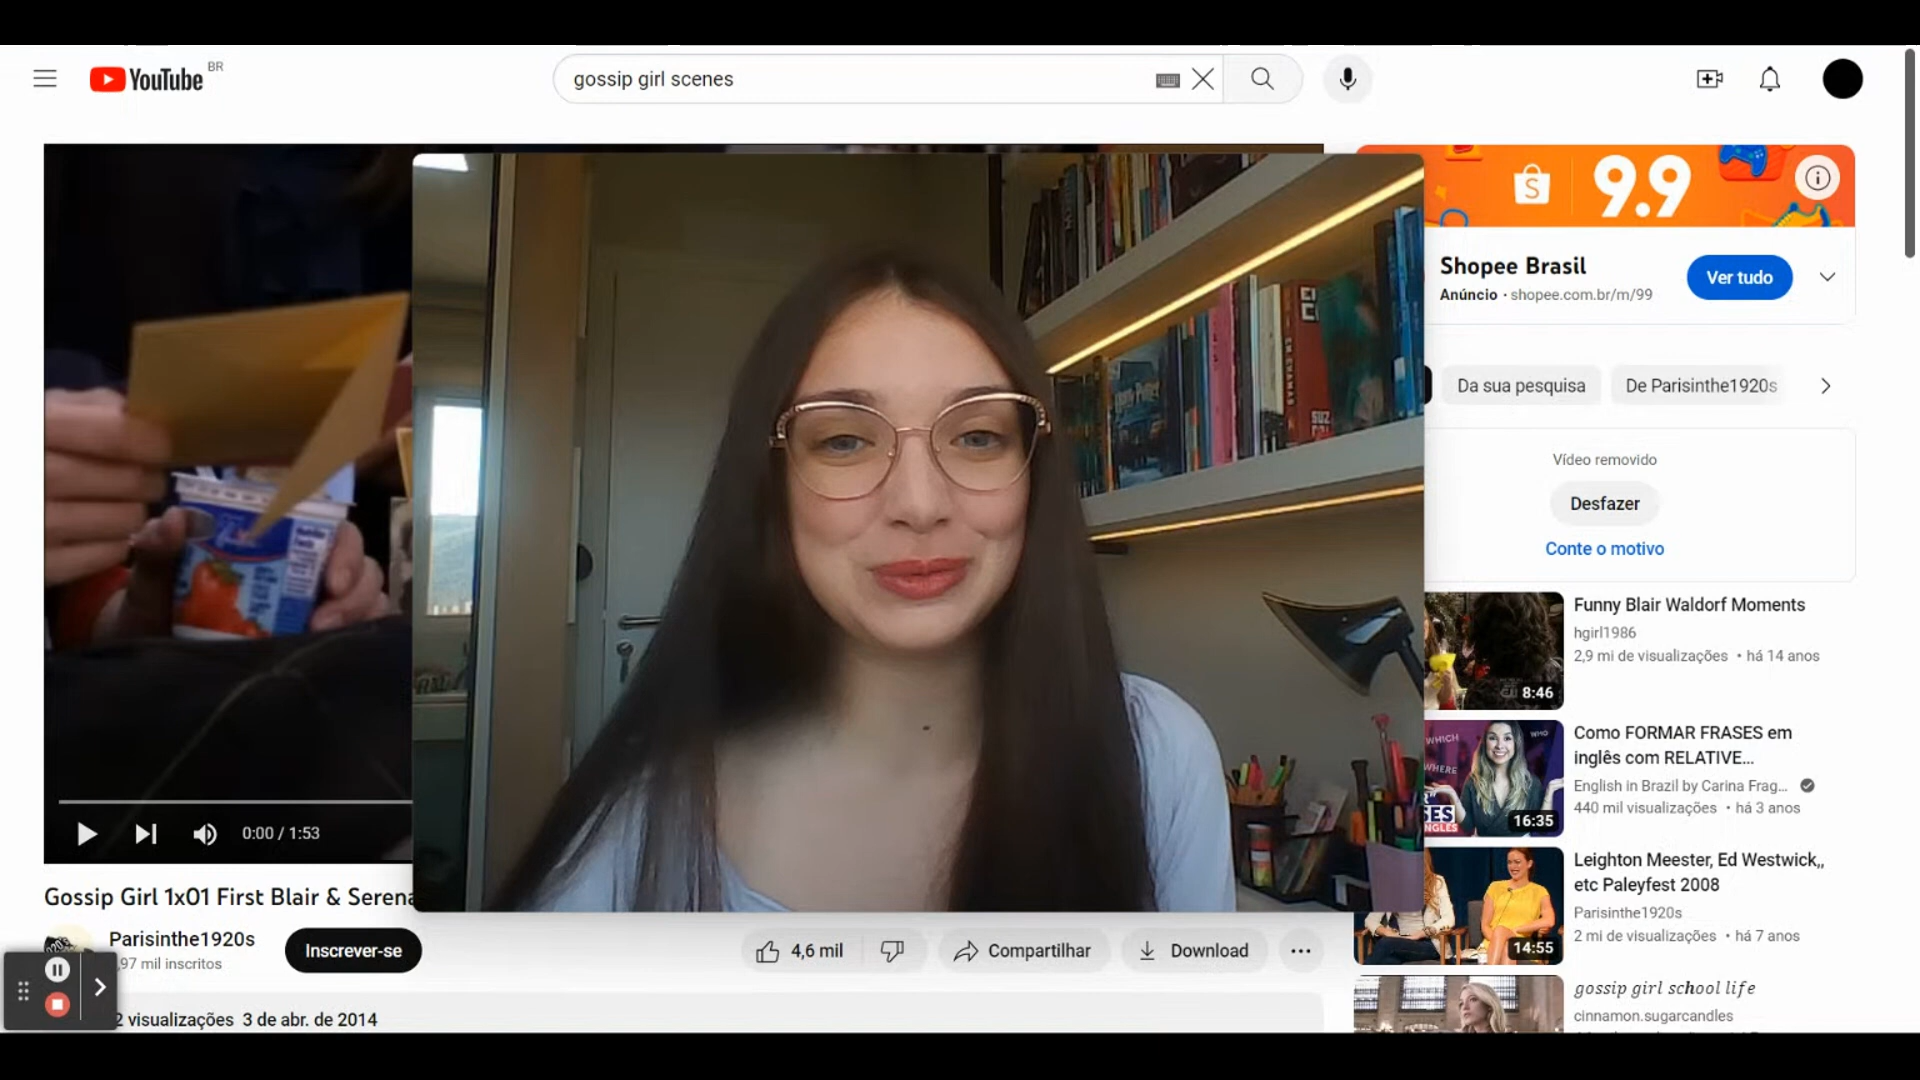 YouTube BR
gossip girl scenes
9.9
Shopee Brasil
Anúncio · shopee.com.br/m/99
Ver tudo
Da sua pesquisa
De Parisinthe1920s
Vídeo removido
Desfazer
Conte o motivo
Funny Blair Waldorf Moments
hgirl1986
2,9 mi de visualizações • há 14 anos
8:46
Como FORMAR FRASES em
inglês com RELATIVE...
English in Brazil by Carina Frag...
440 mil visualizações • há 3 anos
WHICH
WHO
16:35
Leighton Meester, Ed Westwick,,
etc Paleyfest 2008
Parisinthe1920s
2 mi de visualizações • há 7 anos
14:55
gossip girl school life
cinnamon.sugarcandles
0:00 / 1:53
Gossip Girl 1x01 First Blair & Serena
Parisinthe1920s
97 mil inscritos
Inscrever-se
4,6 mil
Compartilhar
Download
2 visualizações 3 de abr. de 2014